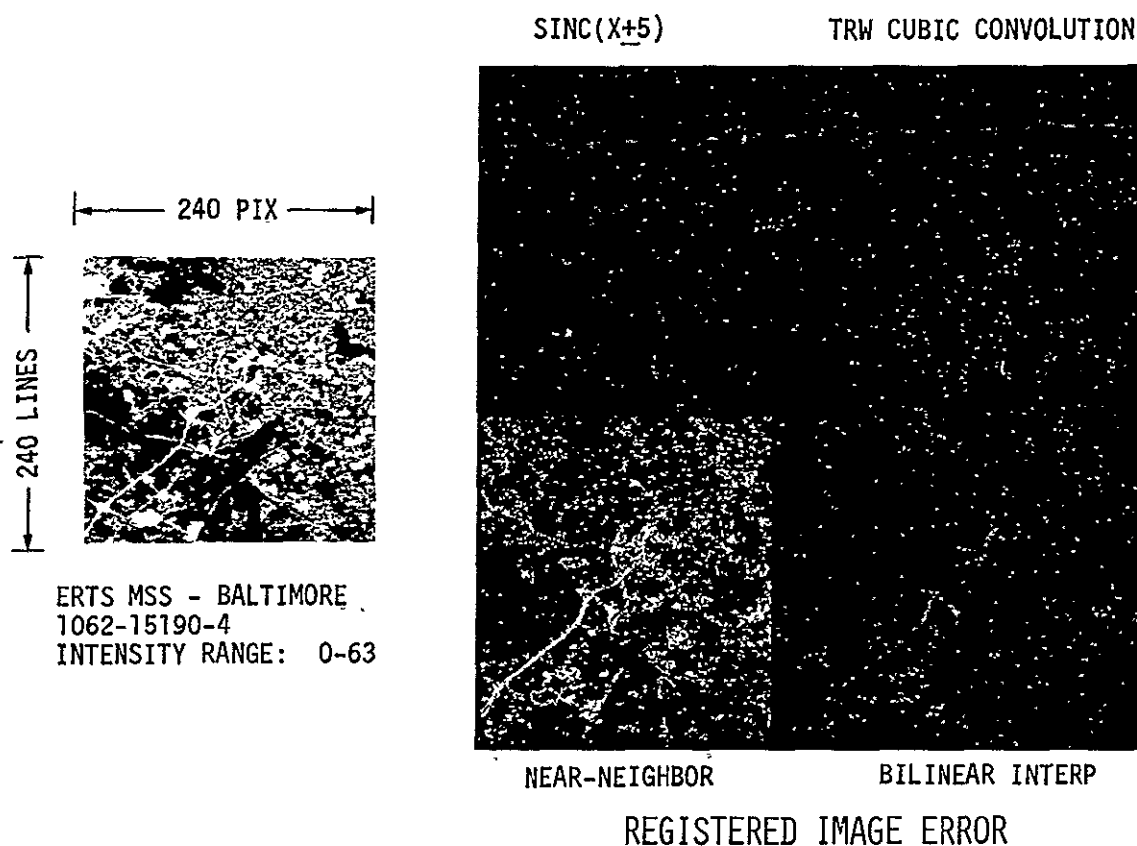 SINC(X±5)
TRW CUBIC CONVOLUTION
240 PIX
240 LINES
ERTS MSS - BALTIMORE
1062-15190-4
INTENSITY RANGE: 0-63
NEAR-NEIGHBOR
BILINEAR INTERP
REGISTERED IMAGE ERROR